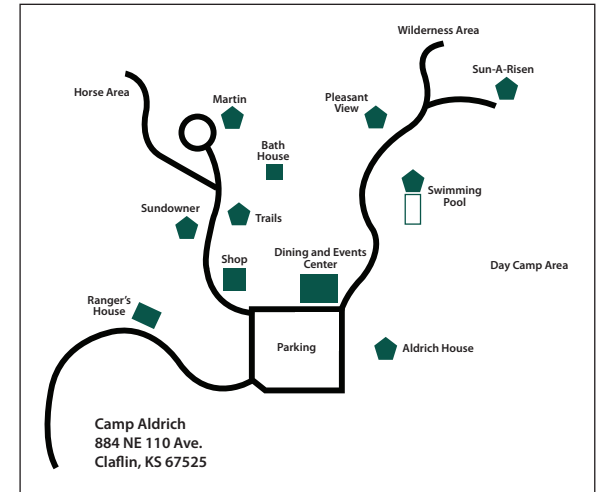 Wilderness Area
Sun-A-Risen
Horse Area
Martin
Pleasant
View
Bath
House
Swimming
Pool
Sundowner
Trails
Shop
Dining and Events
Center
Day Camp Area
Ranger's
House
Parking
Aldrich House
Camp Aldrich
884 NE 110 Ave.
Claflin, KS 67525